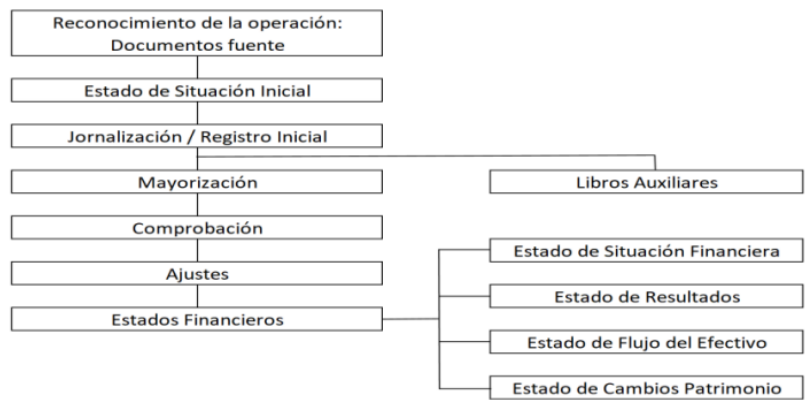 Reconocimiento de la operación:
Documentos fuente
Estado de Situación Inicial
Jornalización / Registro Inicial
Mayorización
Libros Auxiliares
Comprobación
Ajustes
Estados Financieros
Estado de Situación Financiera
Estado de Resultados
Estado de Flujo del Efectivo
Estado de Cambios Patrimonio